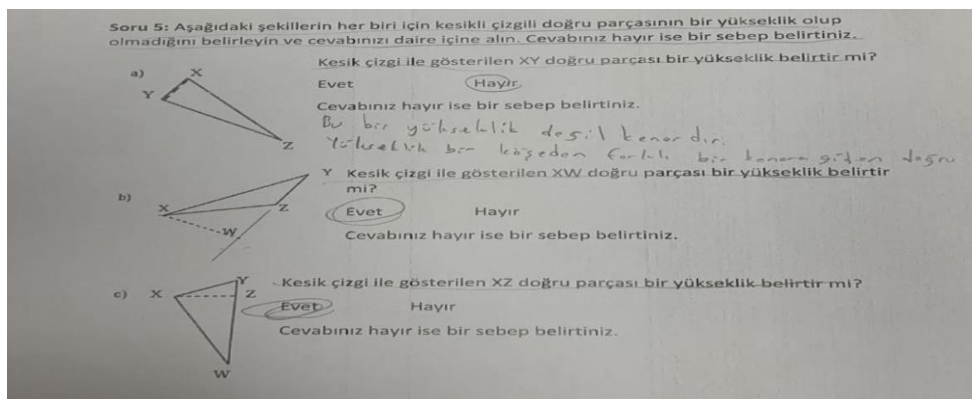 Soru 5: Aşağıdaki şekillerin her biri için kesikli çizgili doğru parçasının bir yükseklik olup
olmadığını belirleyin ve cevabınızı daire içine alın. Cevabınız hayır ise bir sebep belirtiniz.
Kesik çizgi ile gösterilen XY doğru parçası bir yükseklik belirtir mi?
a) X
Y
Z
Evet Hayır
Cevabınız hayır ise bir sebep belirtiniz.
Bu bir yükseklik değil kenardır.
Yükseklik bir köşeden farklı bir kenara giden doğru
Y Kesik çizgi ile gösterilen XW doğru parçası bir yükseklik belirtir
mi?
b) X Z
W
Evet Hayır
Cevabınız hayır ise bir sebep belirtiniz.
Y Kesik çizgi ile gösterilen XZ doğru parçası bir yükseklik belirtir mi?
c) X Z
Evet Hayır
Cevabınız hayır ise bir sebep belirtiniz.
W